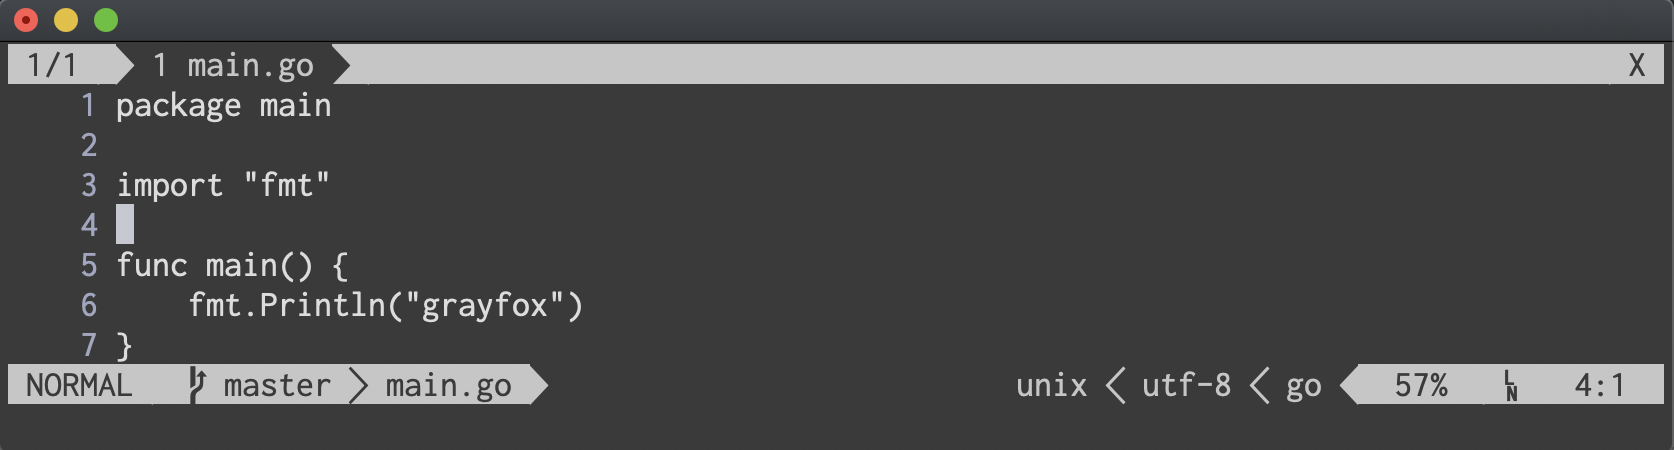 1/1 1 main.go X
1 package main
2
3 import "fmt"
4
5 func main() {
6     fmt.Println("grayfox")
7 }
NORMAL master > main.go unix < utf-8 < go 57% LN 4:1